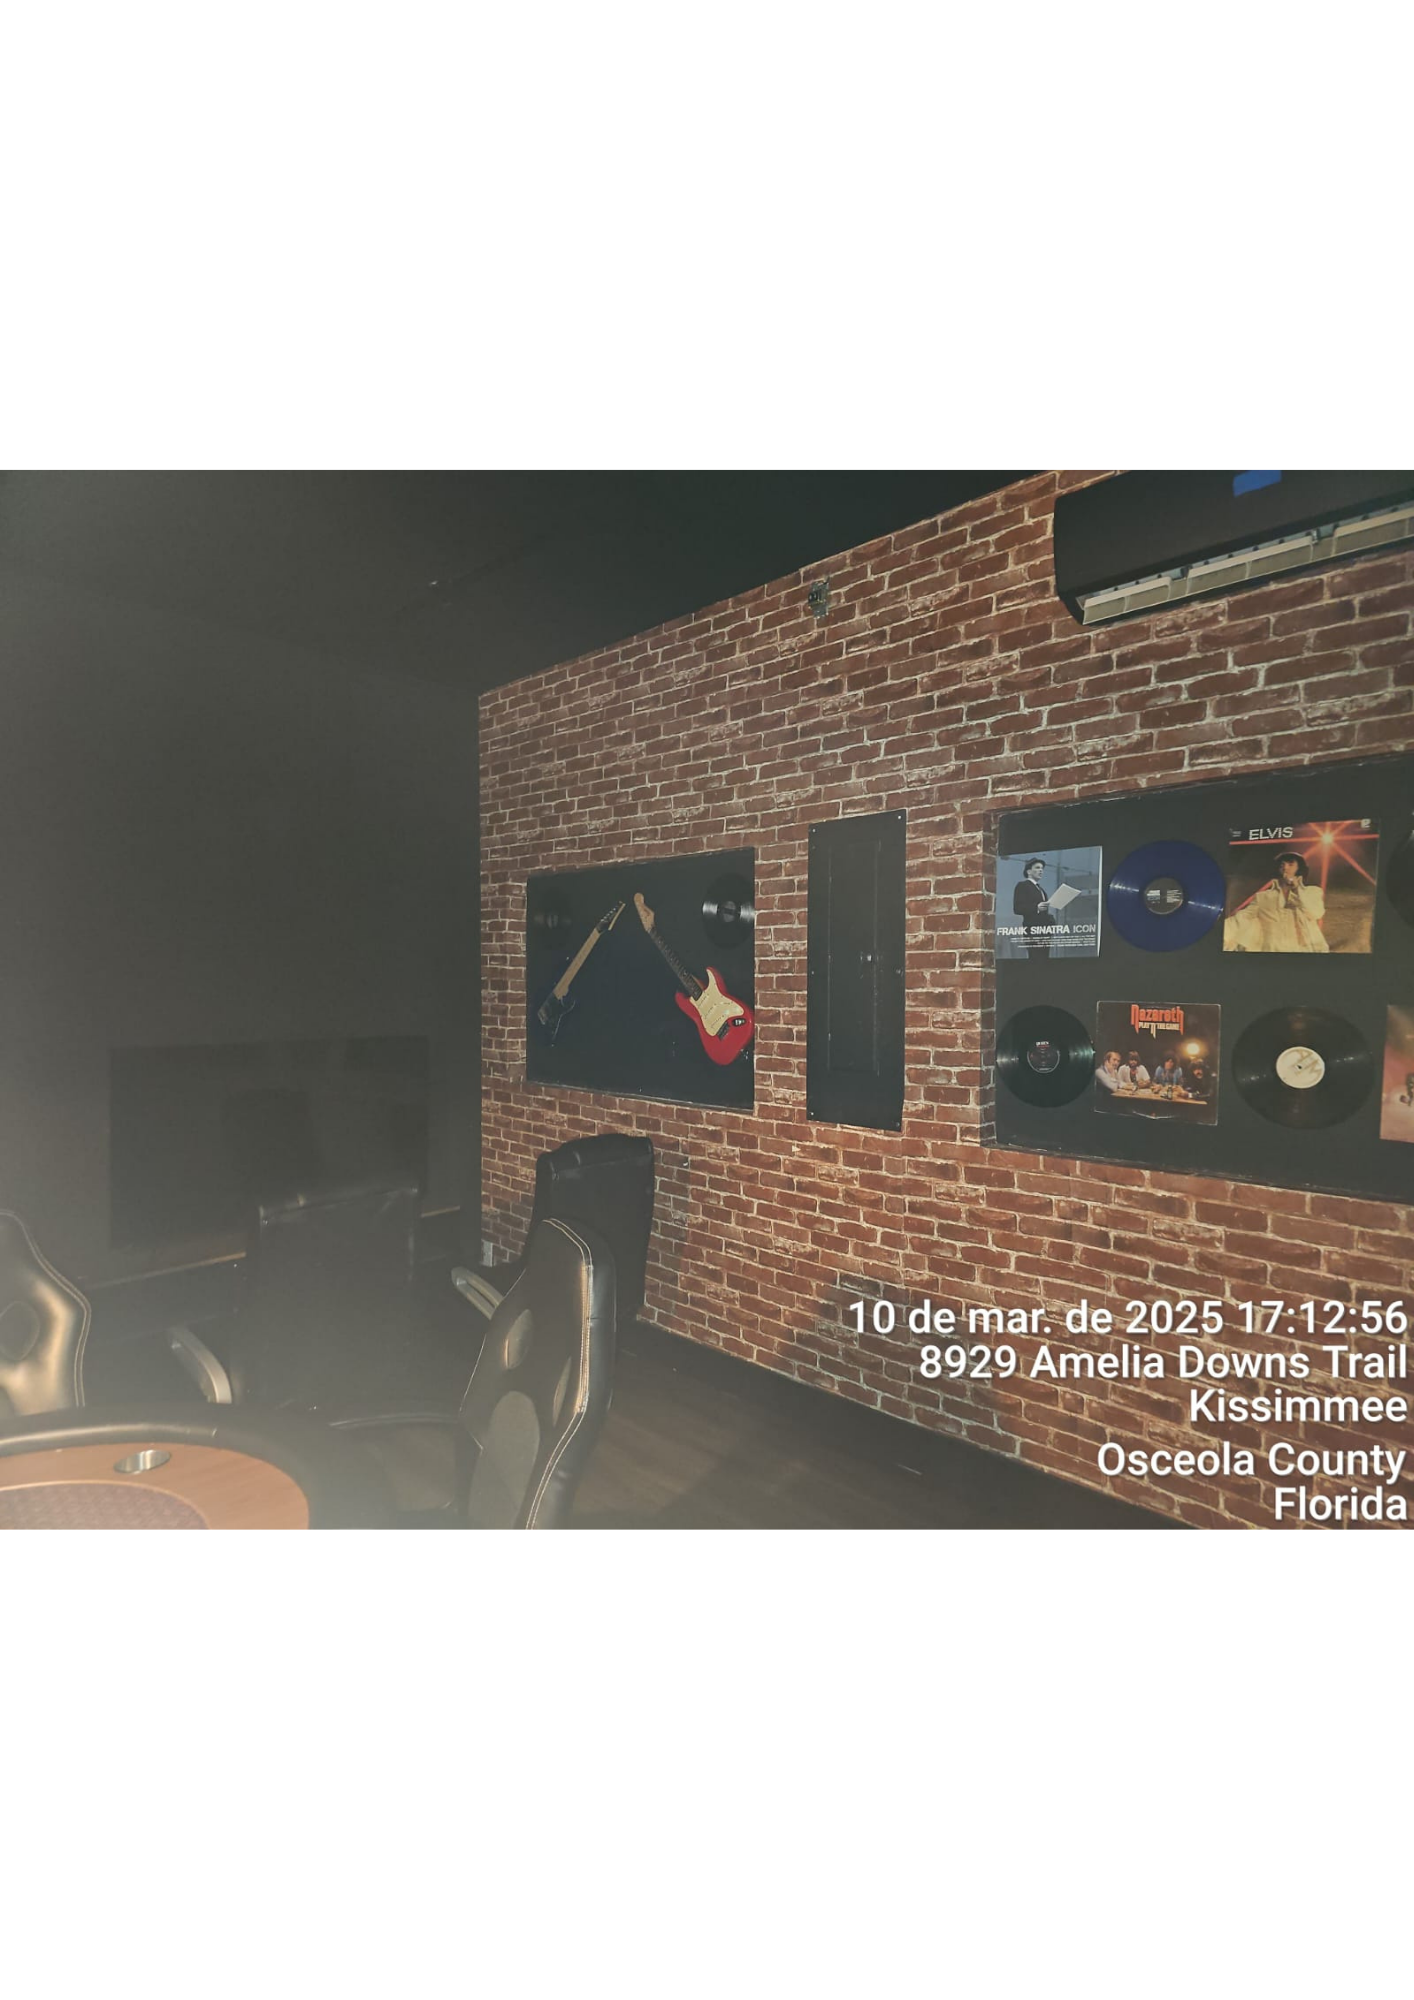 ELVIS
FRANK SINATRA ICON
Nazareth
PLAY'N' THE GAME
10 de mar. de 2025 17:12:56
8929 Amelia Downs Trail
Kissimmee
Osceola County
Florida